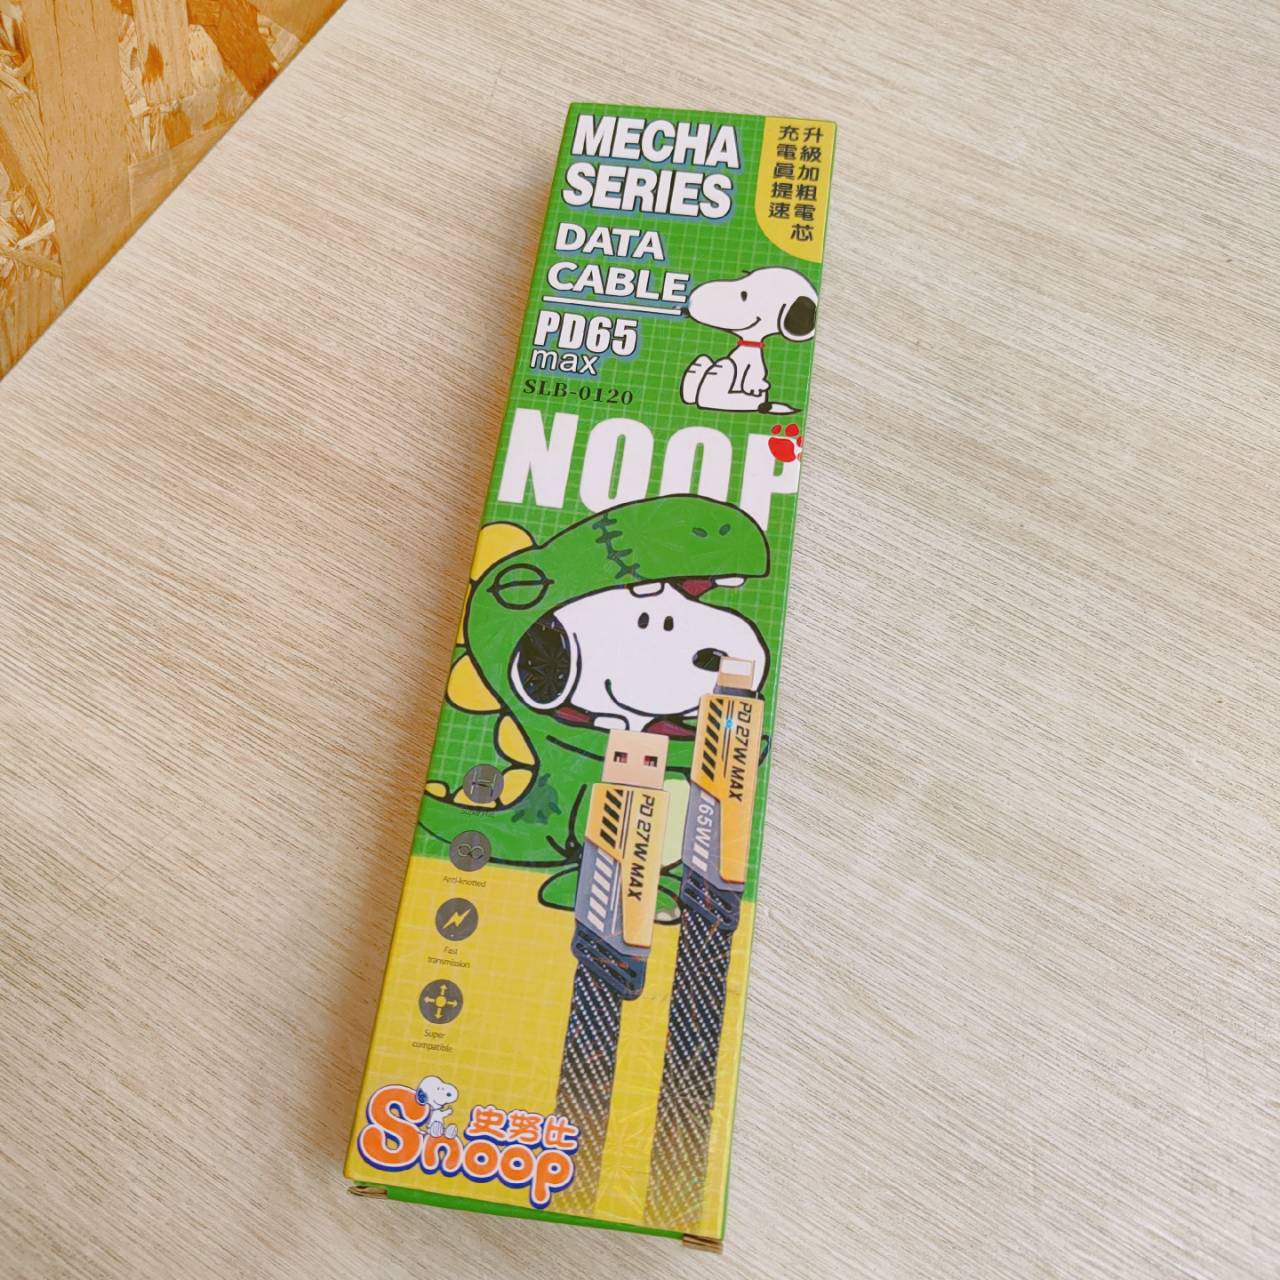 MECHA
SERIES
DATA
CABLE
PD65
max
SLB-0120
升級加粗電芯
充電真提速
NOOP
PD 27W MAX
65W
PD 27W MAX
Anti-knotted
Fast
transmission
Super
compatible
史努比
Snoop